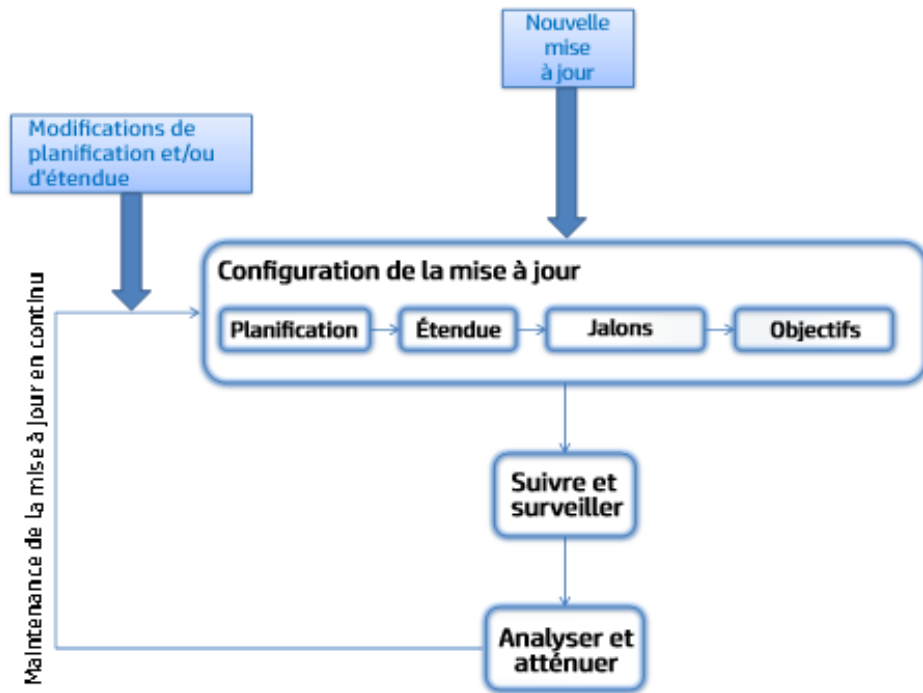 Nouvelle
mise
à jour
Modifications de
planification et/ou
d'étendue
Configuration de la mise à jour
Planification
Étendue
Jalons
Objectifs
Maintenance de la mise à jour en continu
Suivre et
surveiller
Analyser et
atténuer